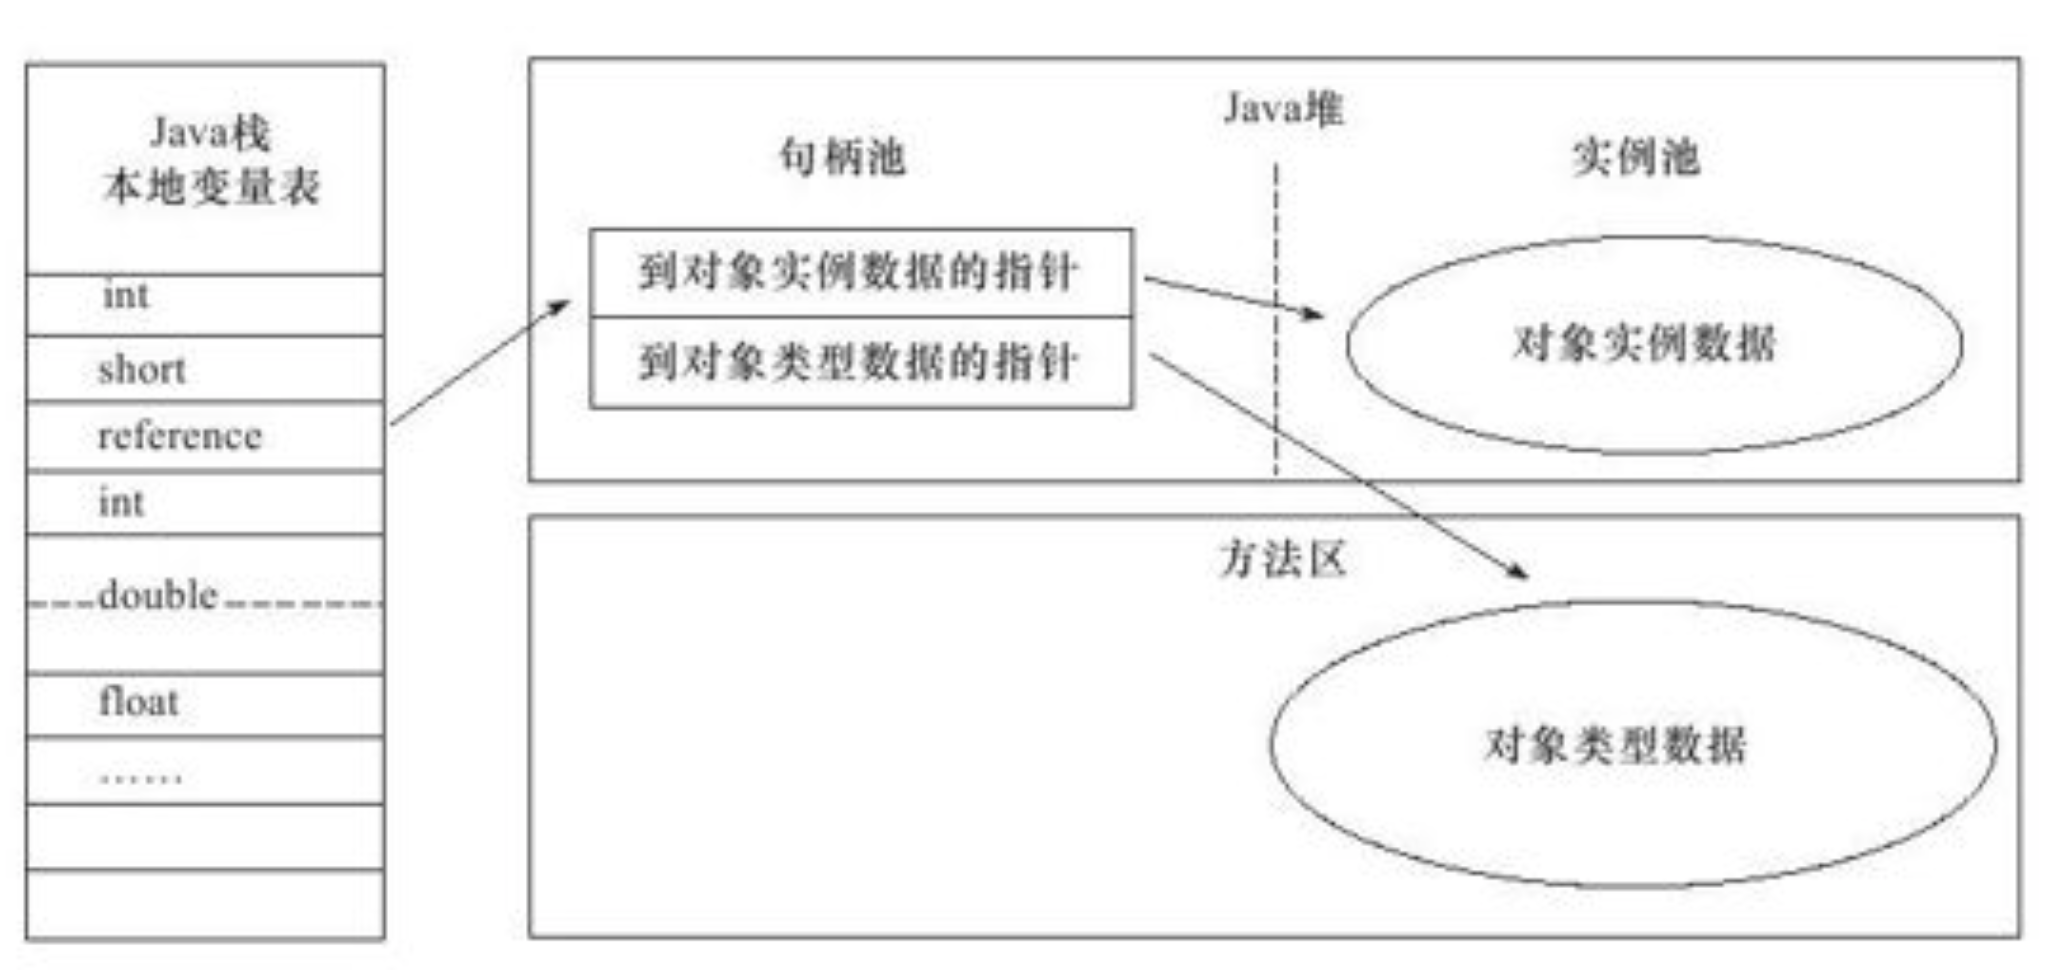 Java栈
本地变量表
int
short
reference
int
double
float
……
Java堆
句柄池
实例池
到对象实例数据的指针
到对象类型数据的指针
对象实例数据
方法区
对象类型数据